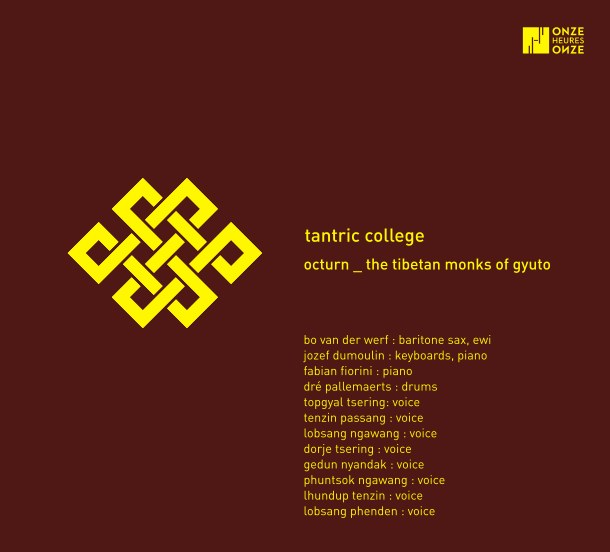 ONZE
HEURES
OИZE
tantric college
octurn _ the tibetan monks of gyuto
bo van der werf : baritone sax, ewi
jozef dumoulin : keyboards, piano
fabian fiorini : piano
dré pallemaerts : drums
topgyal tsering: voice
tenzin passang : voice
lobsang ngawang : voice
dorje tsering : voice
gedun nyandak : voice
phuntsok ngawang : voice
lhundup tenzin : voice
lobsang phenden : voice